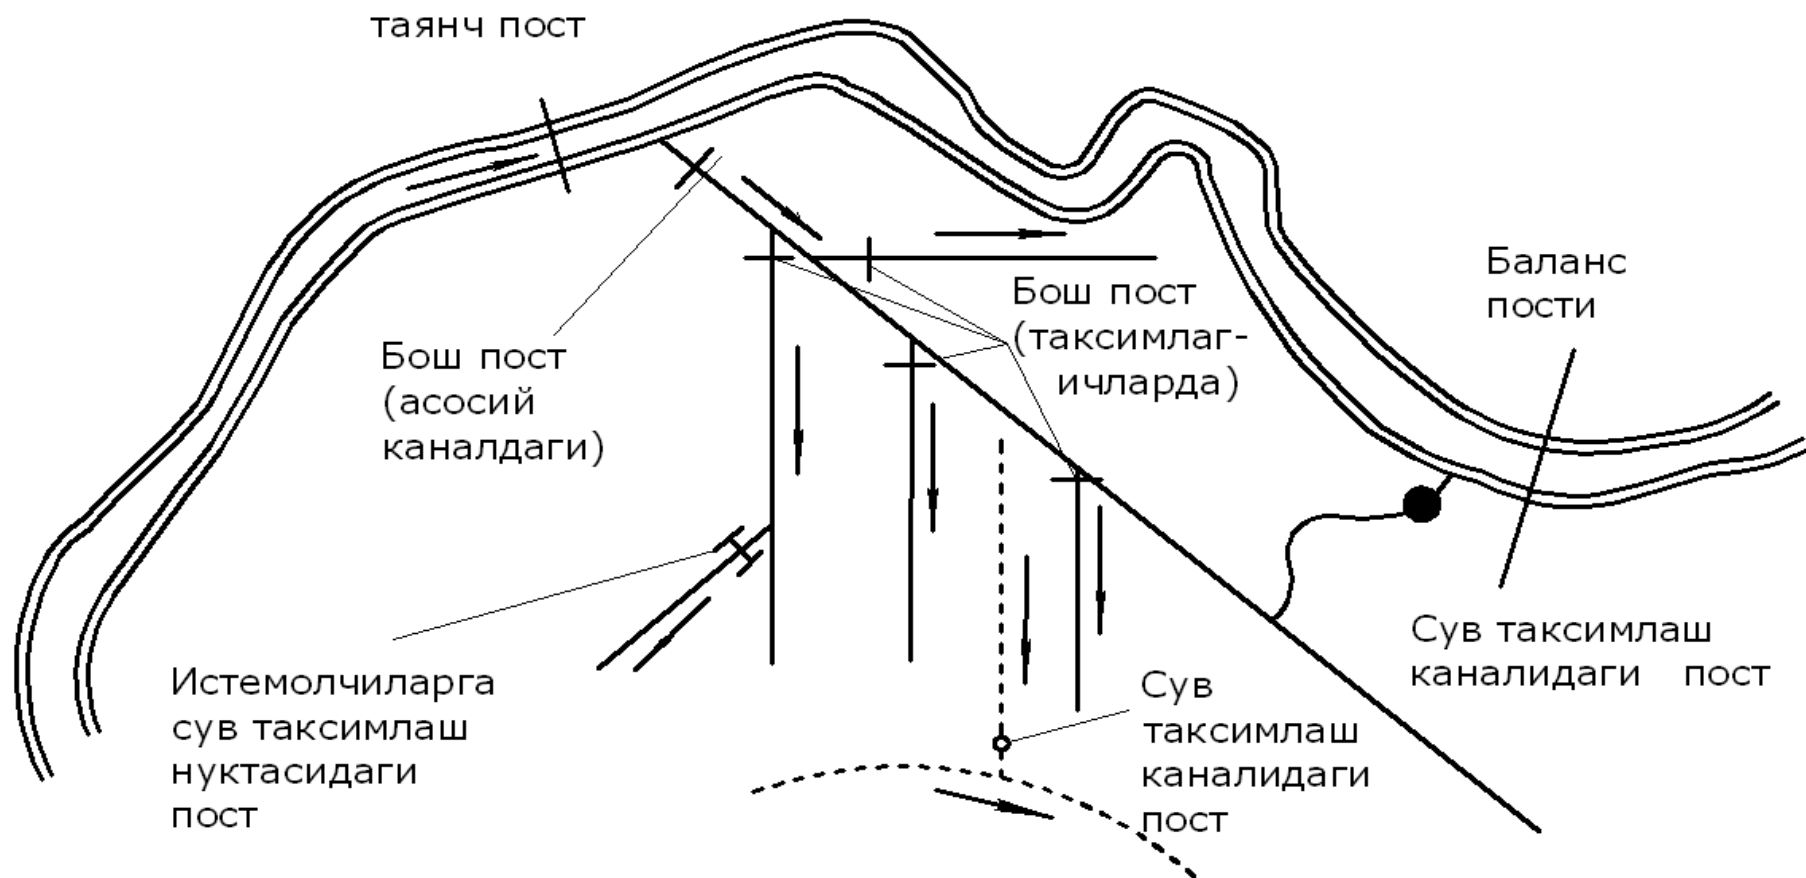 таянч пост
Баланс
пости
Бош пост
(таксимлаг-
ичларда)
Бош пост
(асосий
каналдаги)
Сув таксимлаш
каналидаги пост
Истемолчиларга
сув таксимлаш
нуктасидаги
пост
Сув
таксимлаш
каналидаги
пост